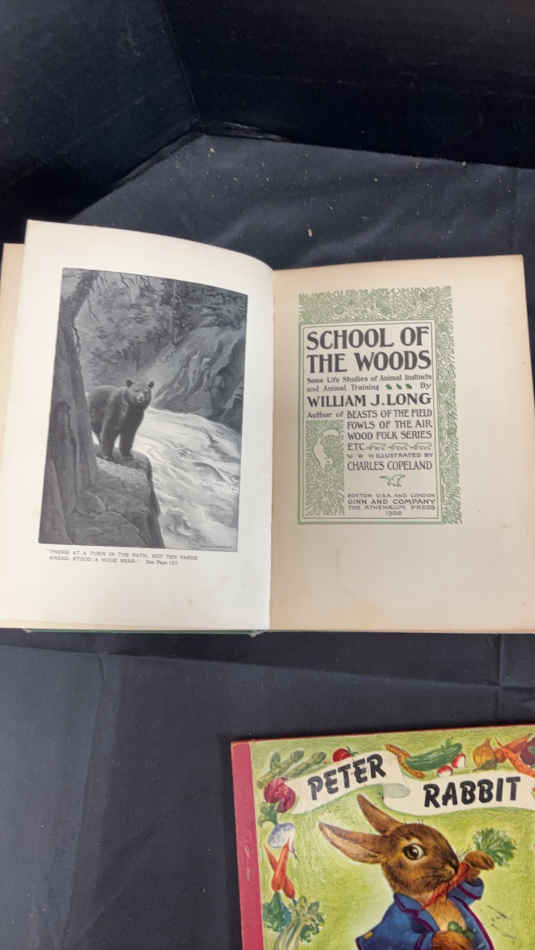 "THERE AT A TURN IN THE PATH, NOT TEN YARDS
AHEAD, STOOD A HUGE BEAR." See Page
SCHOOL OF
THE WOODS
Some Life Studies of Animal Instincts
and Animal Training By
WILLIAM J. LONG
Author of BEASTS OF THE FIELD
FOWLS OF THE AIR
WOOD FOLK SERIES
ETC
ILLUSTRATED BY
CHARLES COPELAND
BOSTON U.S.A. AND LONDON
GINN AND COMPANY
THE ATHENÆUM PRESS
PETER RABBIT